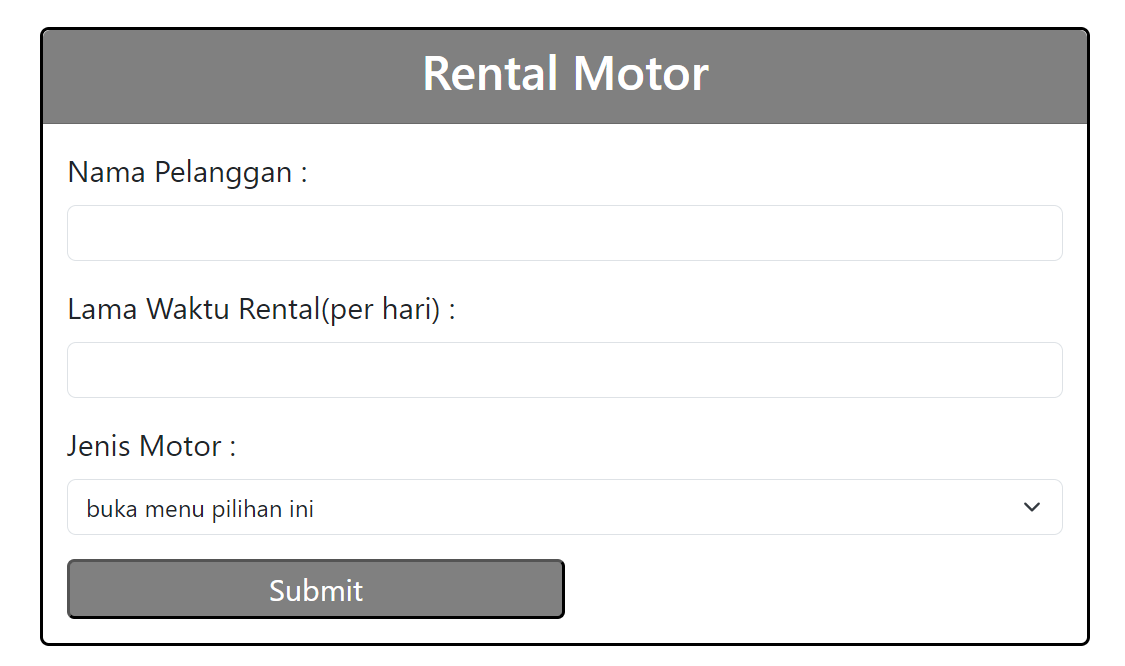 Rental Motor
Nama Pelanggan :
Lama Waktu Rental(per hari) :
Jenis Motor :
buka menu pilihan ini
Submit